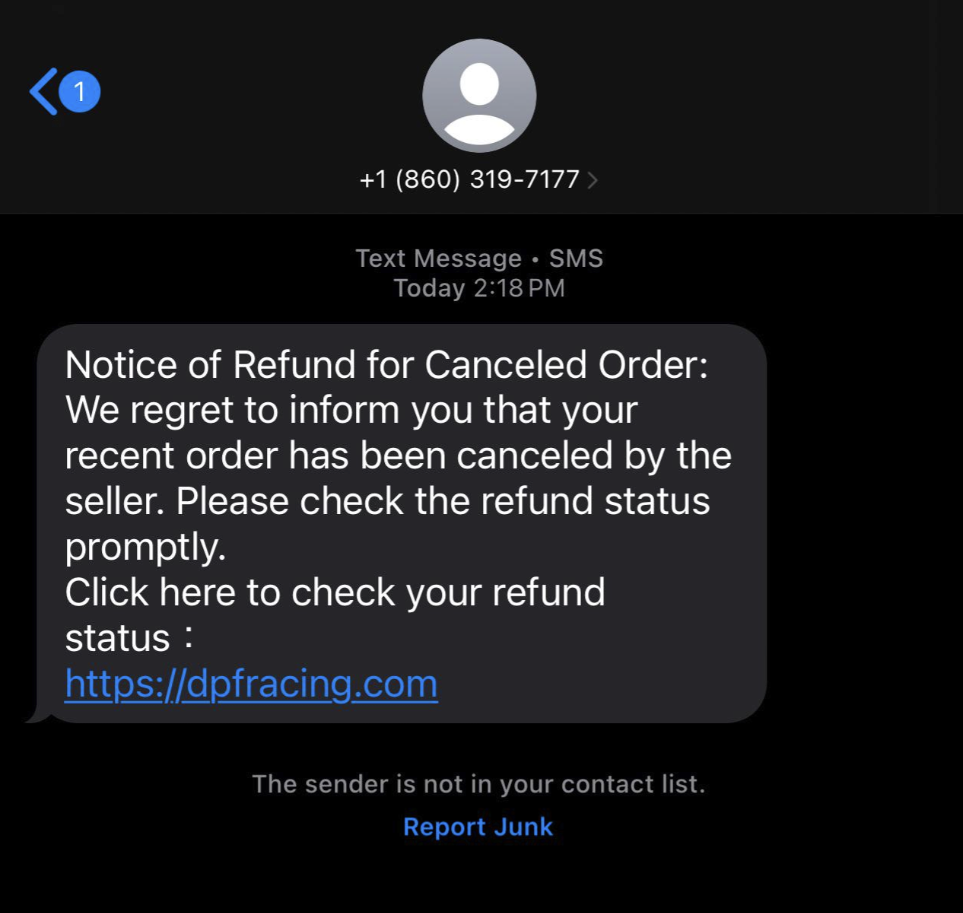 1
+1 (860) 319-7177
Text Message • SMS
Today 2:18 PM
Notice of Refund for Canceled Order:
We regret to inform you that your
recent order has been canceled by the
seller. Please check the refund status
promptly.
Click here to check your refund
status：
https://dpfracing.com
The sender is not in your contact list.
Report Junk